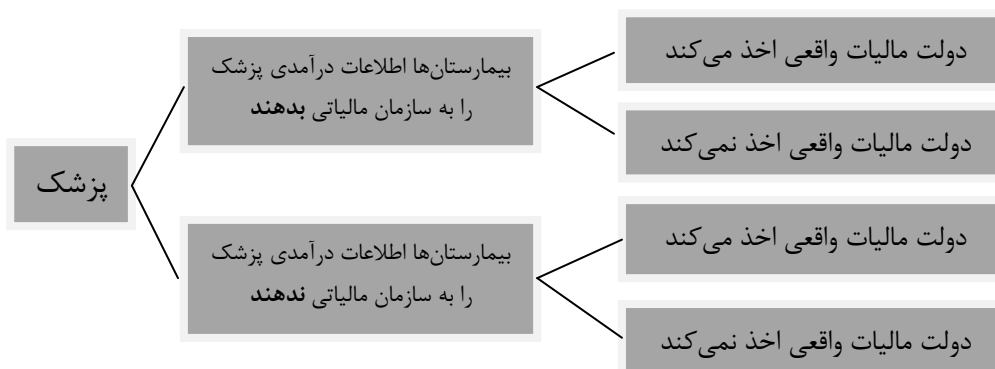 پزشک
بیمارستان‌ها اطلاعات درآمدی پزشک
را به سازمان مالیاتی بدهند
دولت مالیات واقعی اخذ می‌کند
دولت مالیات واقعی اخذ نمی‌کند
بیمارستان‌ها اطلاعات درآمدی پزشک
را به سازمان مالیاتی ندهند
دولت مالیات واقعی اخذ می‌کند
دولت مالیات واقعی اخذ نمی‌کند